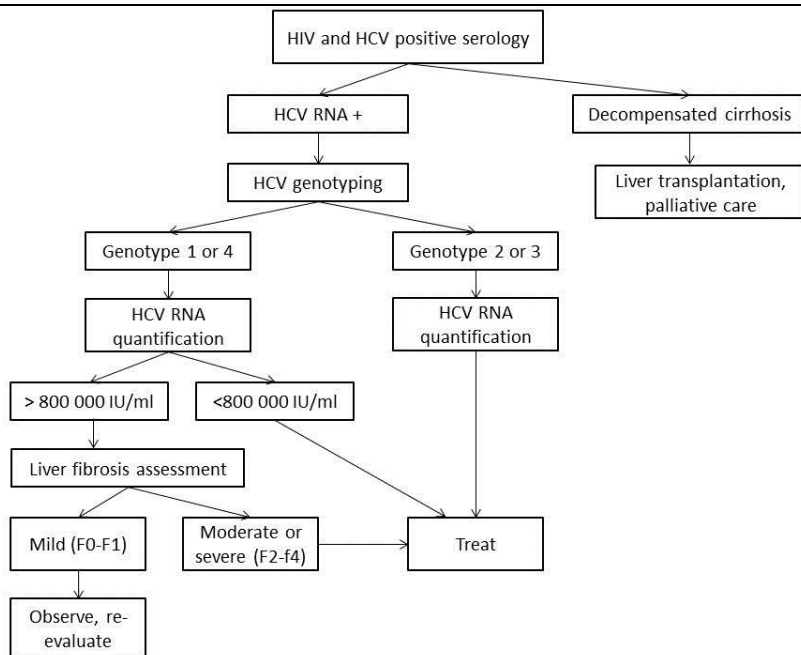 HIV and HCV positive serology
HCV RNA +
Decompensated cirrhosis
HCV genotyping
Liver transplantation,
palliative care
Genotype 1 or 4
Genotype 2 or 3
HCV RNA
quantification
HCV RNA
quantification
> 800 000 IU/ml
<800 000 IU/ml
Liver fibrosis assessment
Mild (F0-F1)
Moderate or
severe (F2-f4)
Treat
Observe, re-
evaluate